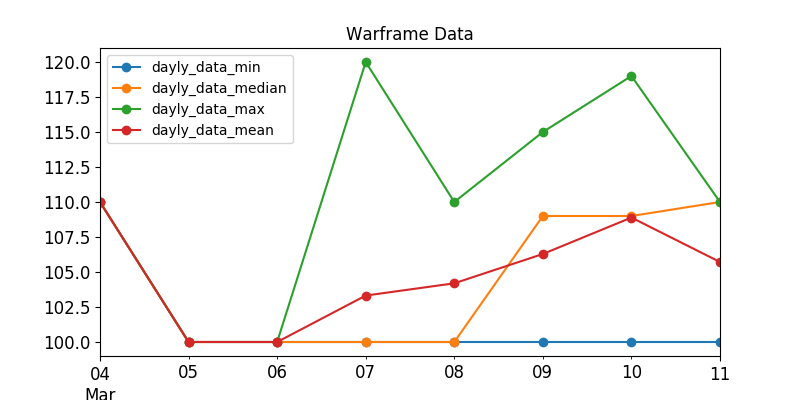 Warframe Data
dayly_data_min
dayly_data_median
dayly_data_max
dayly_data_mean
120.0
117.5
115.0
112.5
110.0
107.5
105.0
102.5
100.0
04 05 06 07 08 09 10 11
Mar